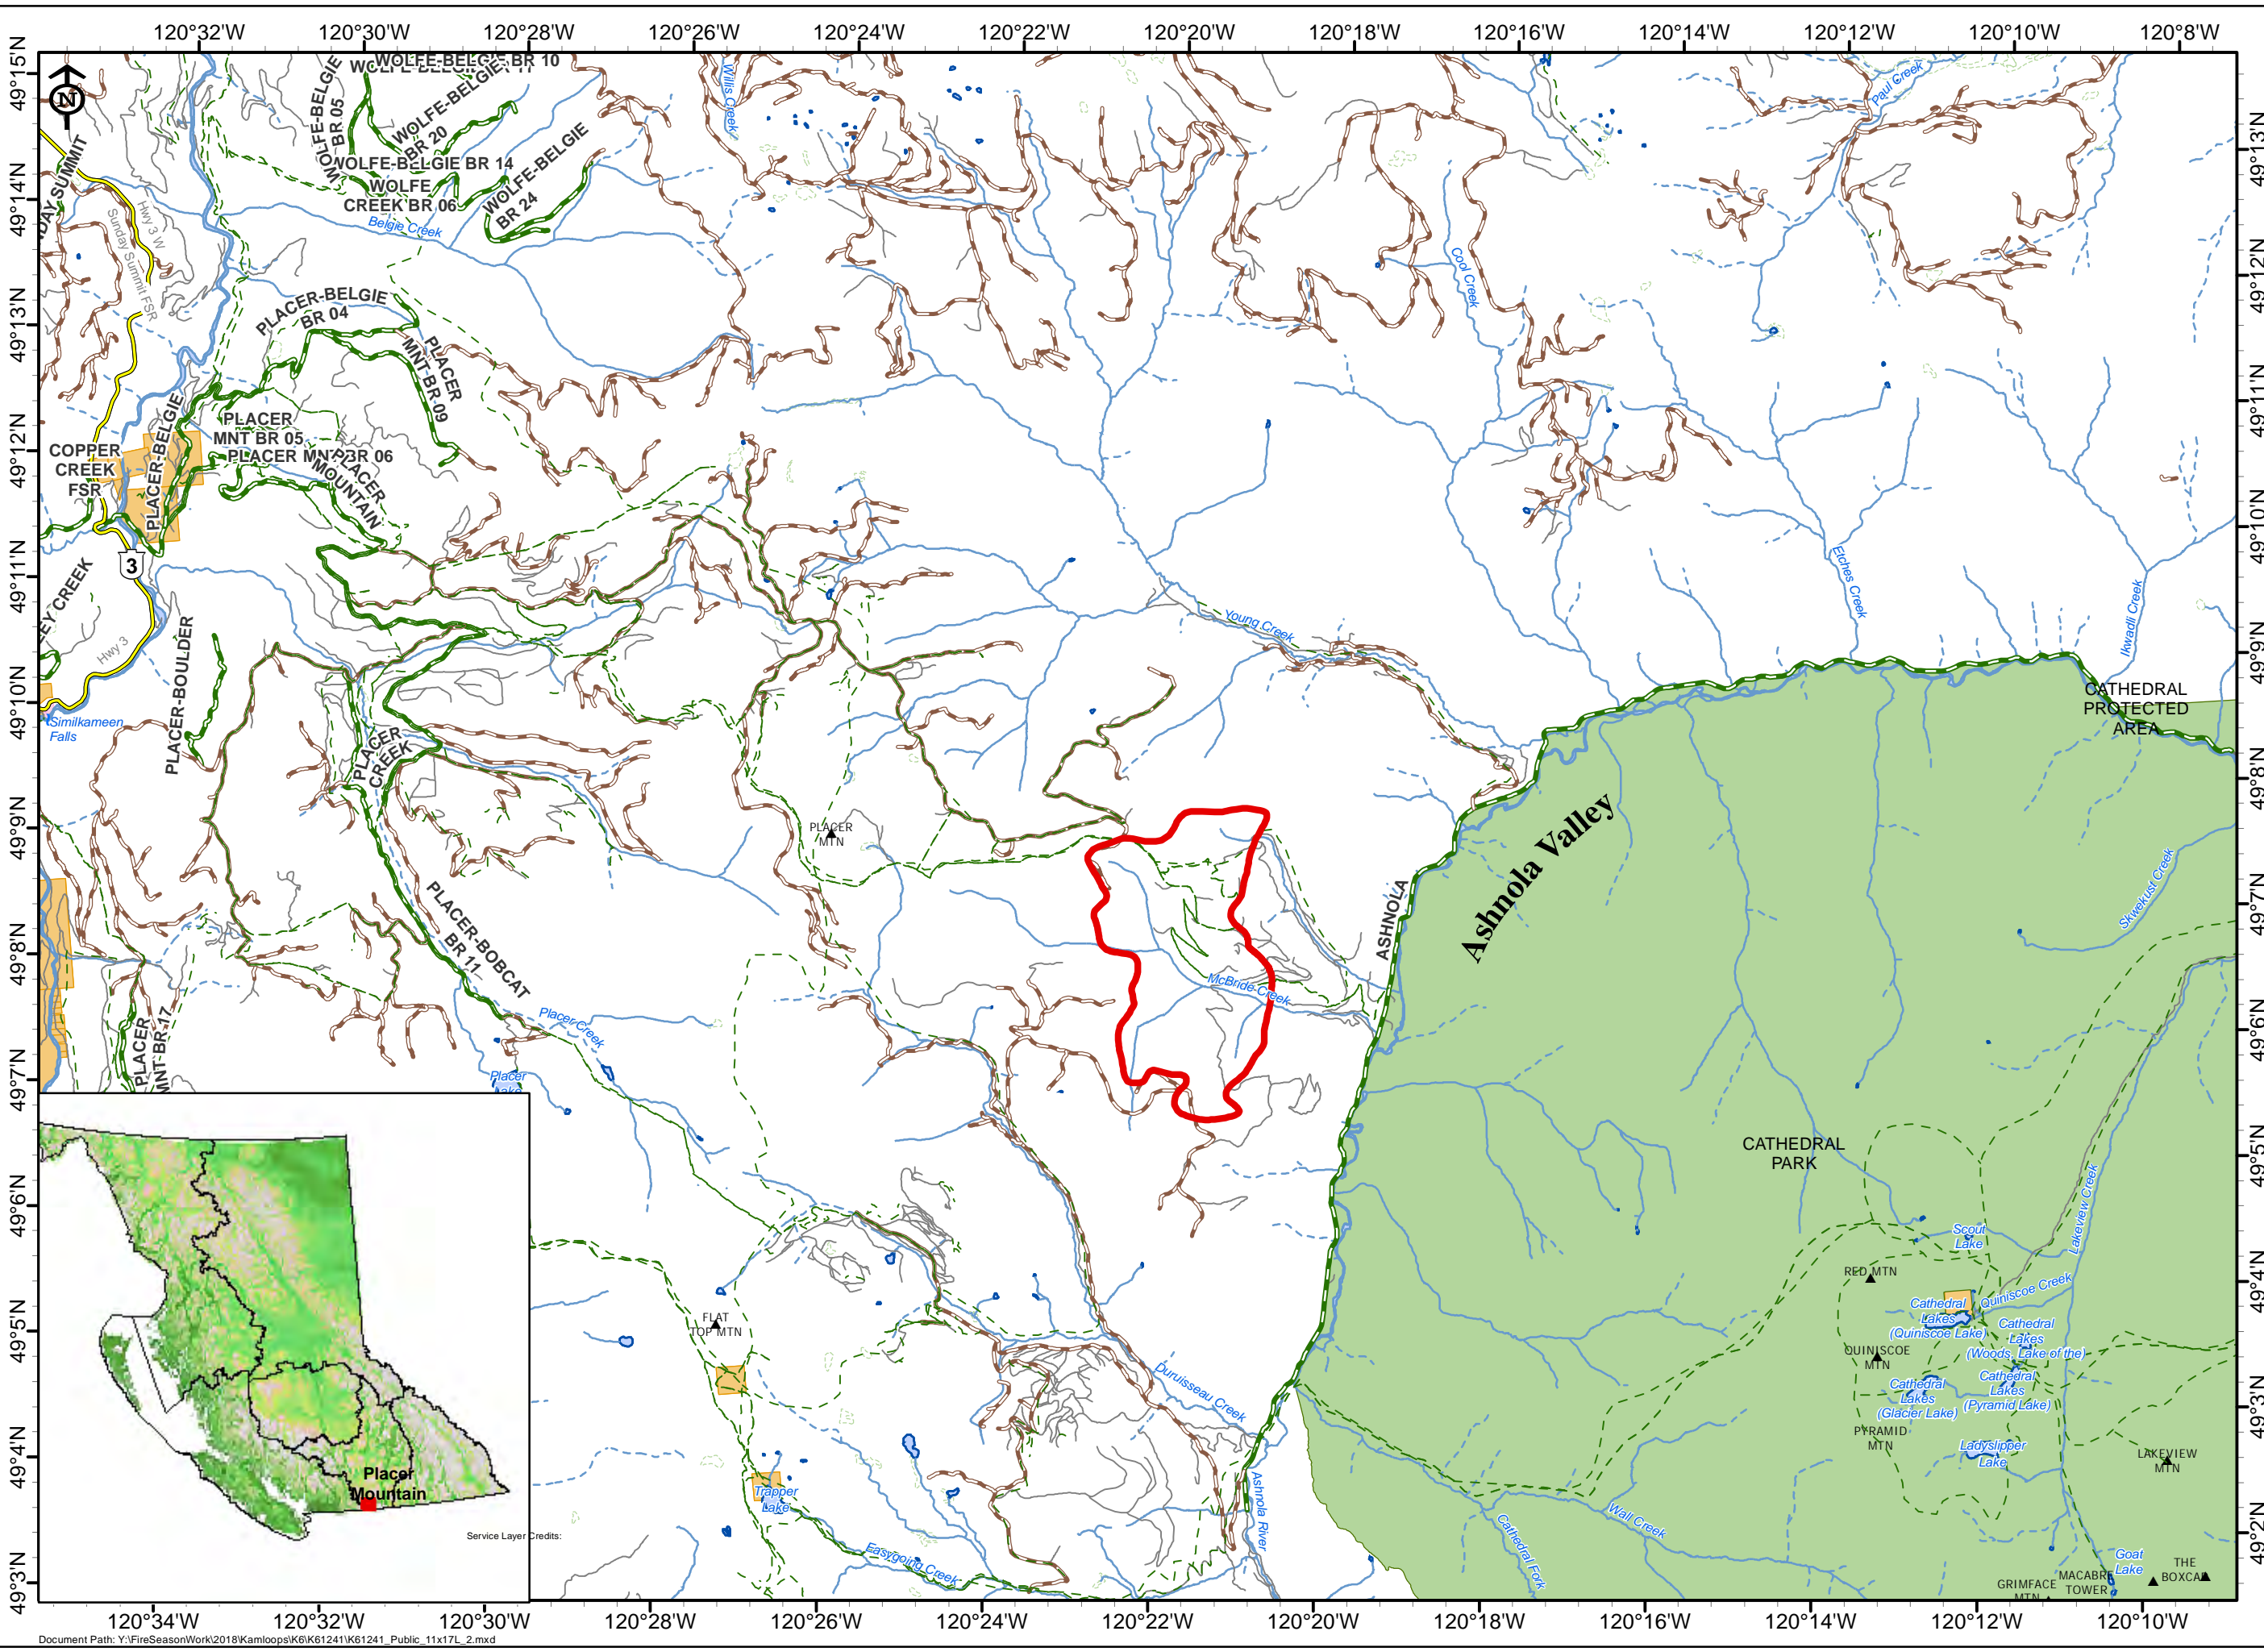 120°32'W 120°30'W 120°28'W 120°26'W 120°24'W 120°22'W 120°20'W 120°18'W 120°16'W 120°14'W 120°12'W 120°10'W 120°8'W
49°15'N
49°14'N
49°13'N
49°12'N
49°11'N
49°10'N
49°9'N
49°8'N
49°7'N
49°6'N
49°5'N
49°4'N
49°3'N
N
WOLFE-BELGIE BR 10
WOLFE-BELGIE
BR 05
WOLFE-BELGIE
BR 20
WOLFE-BELGIE BR 14
WOLFE
CREEK BR 06
WOLFE-BELGIE
BR 24
Belgie Creek
Willis Creek
Paul Creek
Hwy 3 W
Sunday Summit FSR
Cool Creek
PLACER-BELGIE
BR 04
PLACER
MNT BR 09
PLACER
MNT BR 05
PLACER MNT BR 06
PLACER
MOUNTAIN
COPPER
CREEK
FSR
PLACER-BELGIE
3
Hwy 3
PLACER-BOULDER
Similkameen
Falls
PLACER
CREEK
Young Creek
Etches Creek
Ikwadli Creek
CATHEDRAL
PROTECTED
AREA
PLACER
MTN
Ashnola Valley
ASHNOLA
Skwekust Creek
PLACER-BOBCAT
BR 11
McBride Creek
Placer Creek
PLACER
MNT BR 17
Placer
Lake
CATHEDRAL
PARK
Lakeview Creek
Scout
Lake
RED MTN
Quiniscoe Creek
Cathedral
Lakes
(Quiniscoe Lake)
Cathedral
Lakes
(Woods, Lake of the)
QUINISCOE
MTN
Cathedral
Lakes
(Glacier Lake)
Cathedral
Lakes
(Pyramid Lake)
PYRAMID
MTN
Ladyslipper
Lake
LAKEVIEW
MTN
FLAT
TOP MTN
Duruisseau Creek
Trapper
Lake
Ashnola River
Easygoing Creek
Cathedral Fork
Wall Creek
Goat
Lake
THE
BOXCAR
MACABRE
TOWER
GRIMFACE
MTN
Placer
Mountain
Service Layer Credits:
49°13'N
49°12'N
49°11'N
49°10'N
49°9'N
49°8'N
49°7'N
49°6'N
49°5'N
49°4'N
49°3'N
49°2'N
120°34'W 120°32'W 120°30'W 120°28'W 120°26'W 120°24'W 120°22'W 120°20'W 120°18'W 120°16'W 120°14'W 120°12'W 120°10'W
Document Path: Y:\FireSeasonWork\2018\Kamloops\K6\K61241\K61241_Public_11x17L_2.mxd